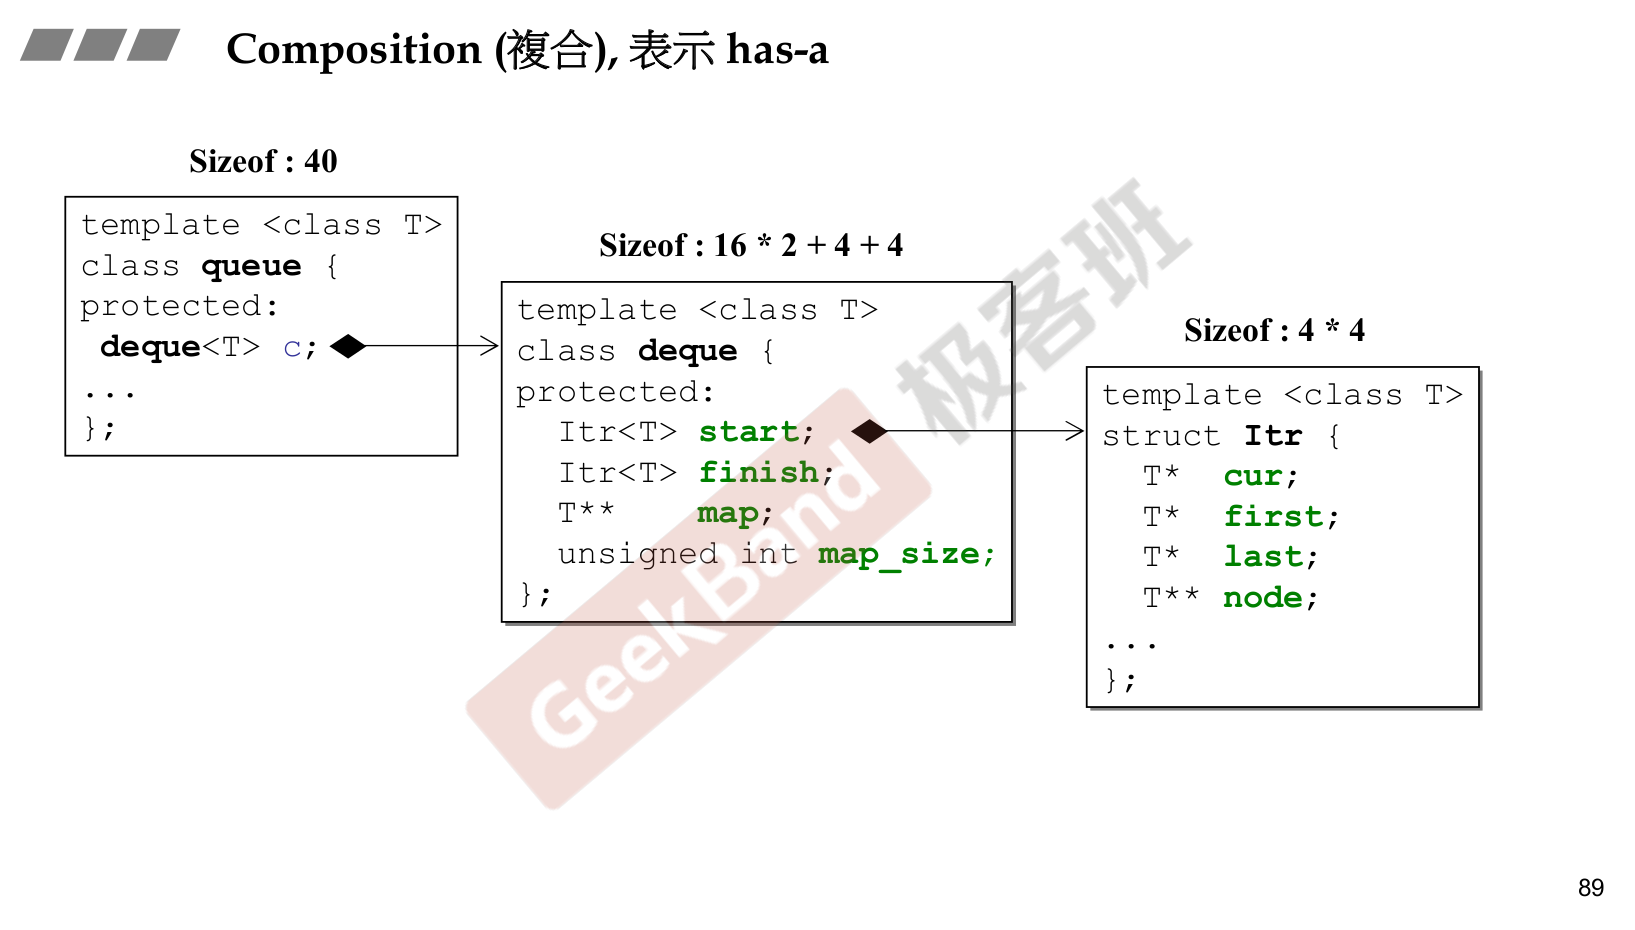 Composition (複合), 表示 has-a
Sizeof : 40
template <class T>
class queue {
protected:
deque<T> c;
...
};
Sizeof : 16 * 2 + 4 + 4
template <class T>
class deque {
protected:
Itr<T> start;
Itr<T> finish;
T** map;
unsigned int map_size;
};
Sizeof : 4 * 4
template <class T>
struct Itr {
T* cur;
T* first;
T* last;
T** node;
...
};
GeekBand 极客班
89